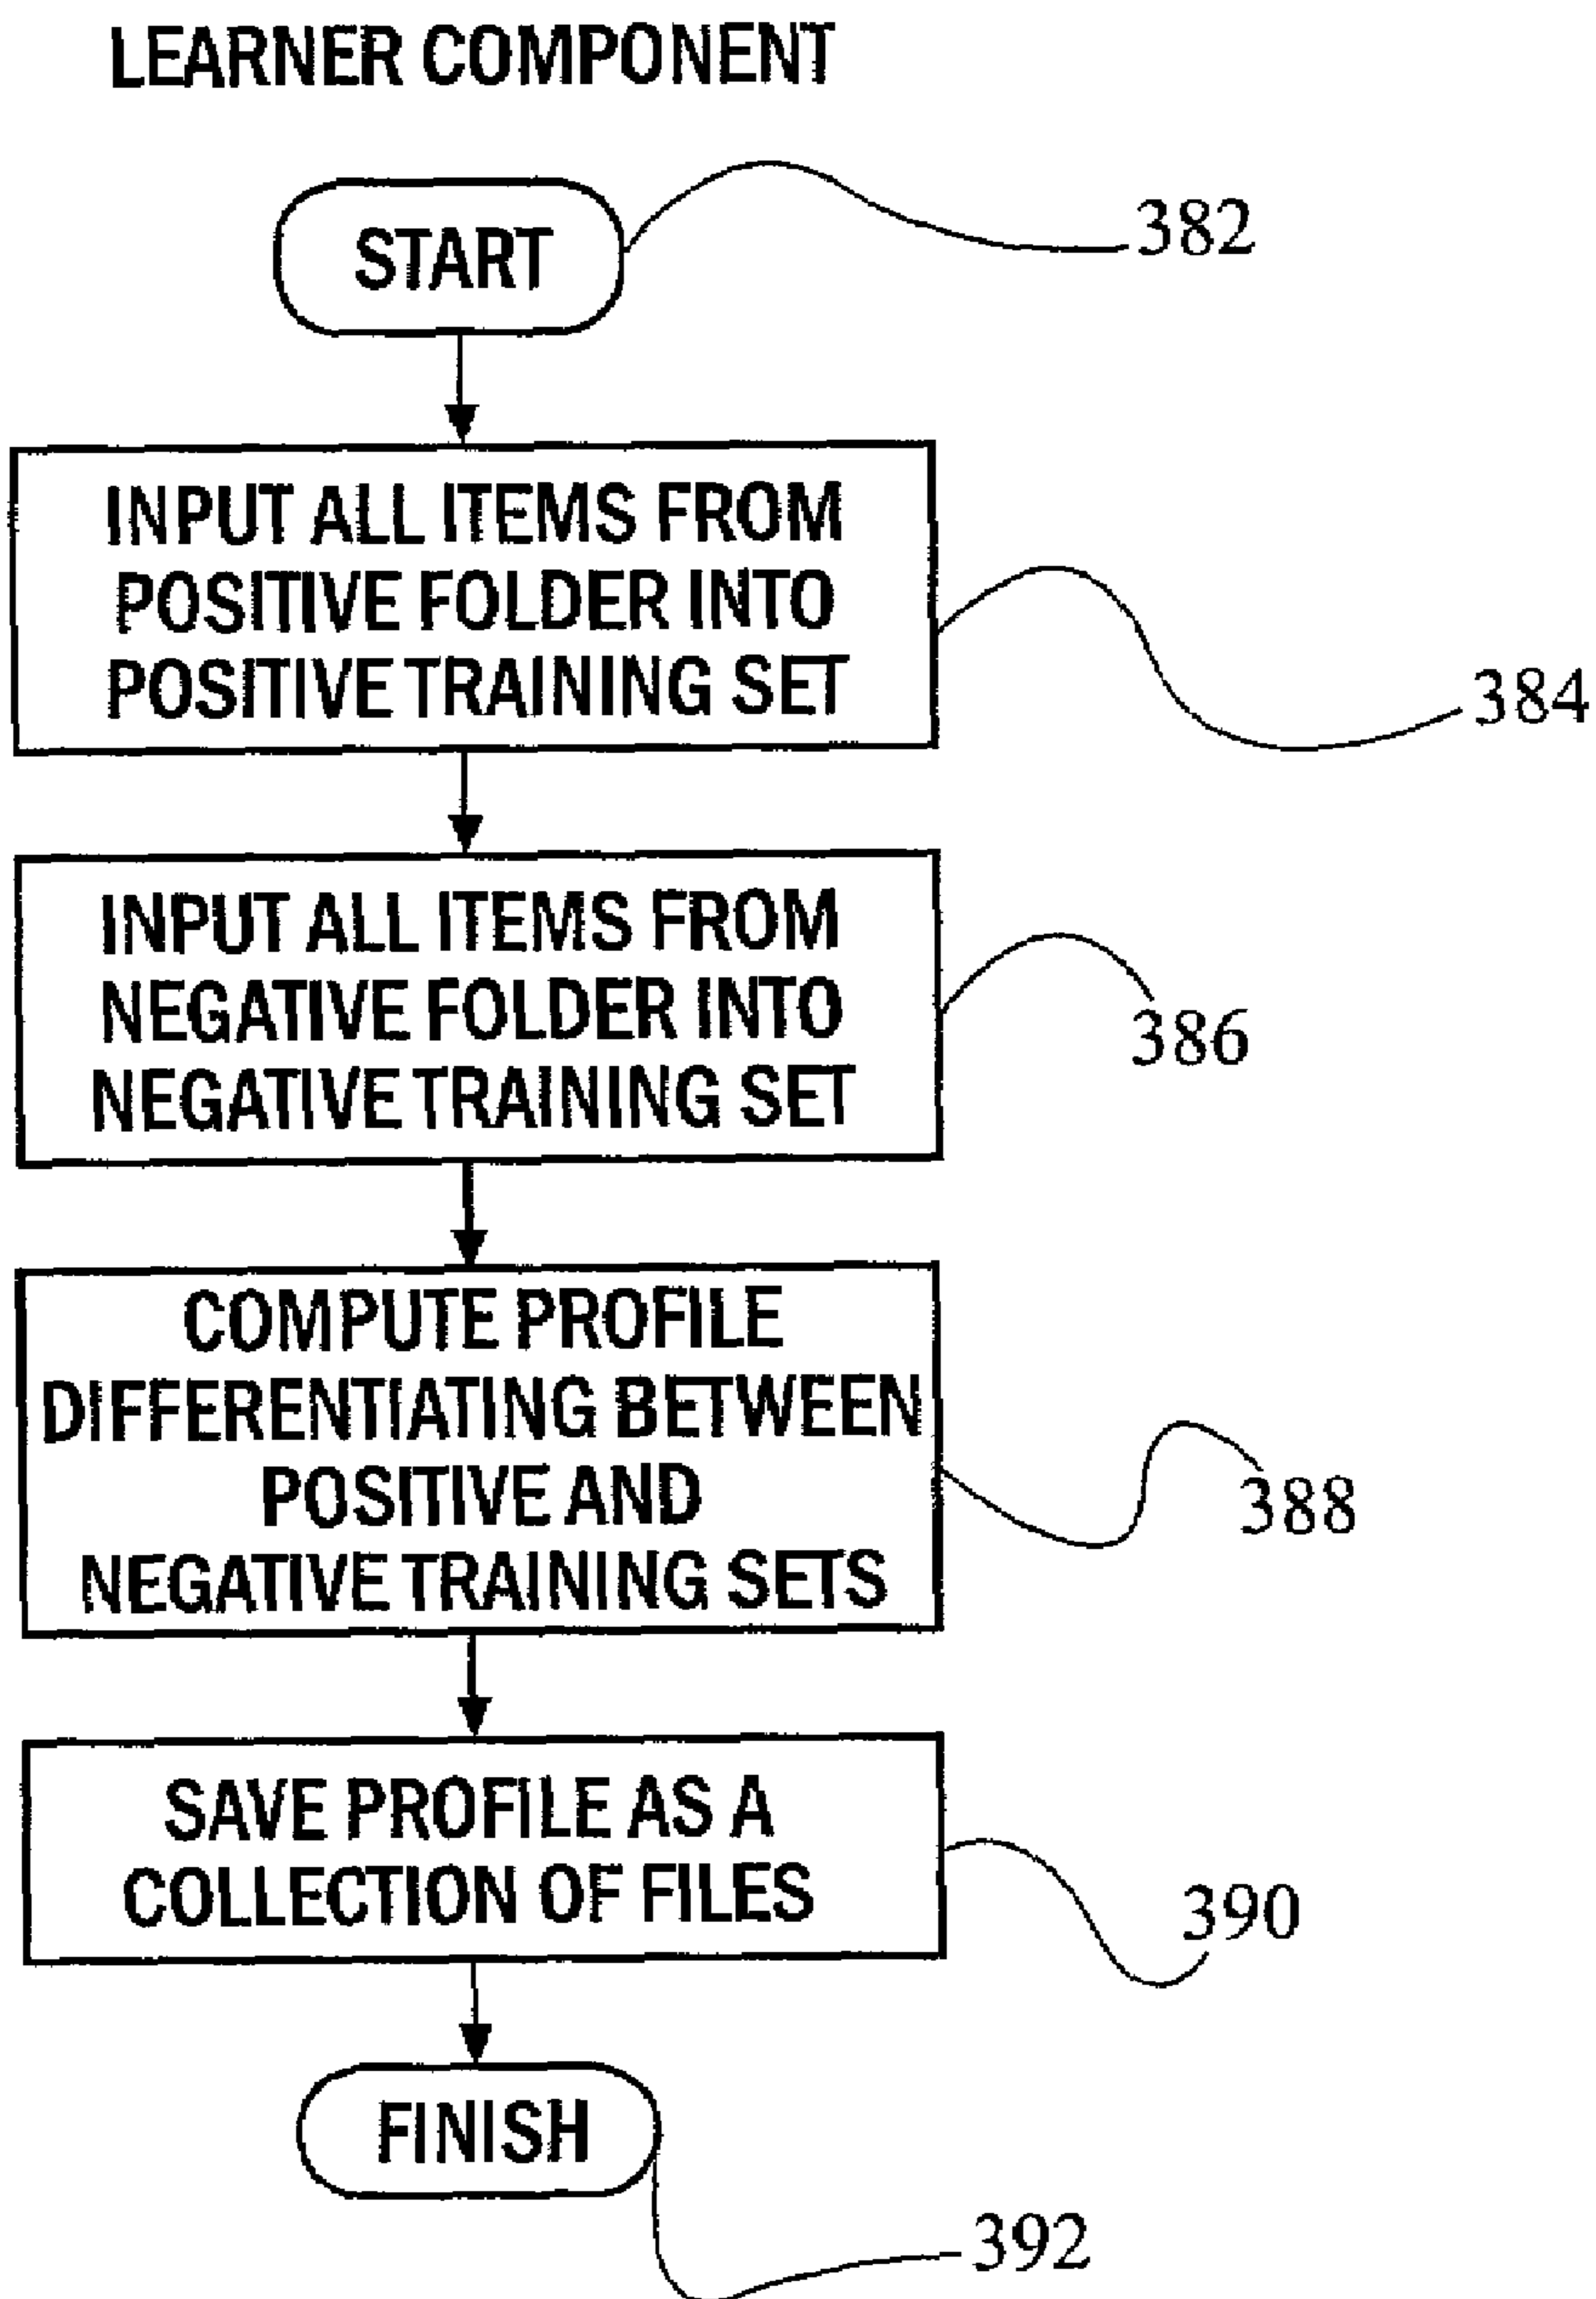 LEARNER COMPONENT
START
382
INPUT ALL ITEMS FROM
POSITIVE FOLDER INTO
POSITIVE TRAINING SET
384
INPUT ALL ITEMS FROM
NEGATIVE FOLDER INTO
NEGATIVE TRAINING SET
386
COMPUTE PROFILE
DIFFERENTIATING BETWEEN
POSITIVE AND
NEGATIVE TRAINING SETS
388
SAVE PROFILE AS A
COLLECTION OF FILES
390
FINISH
392